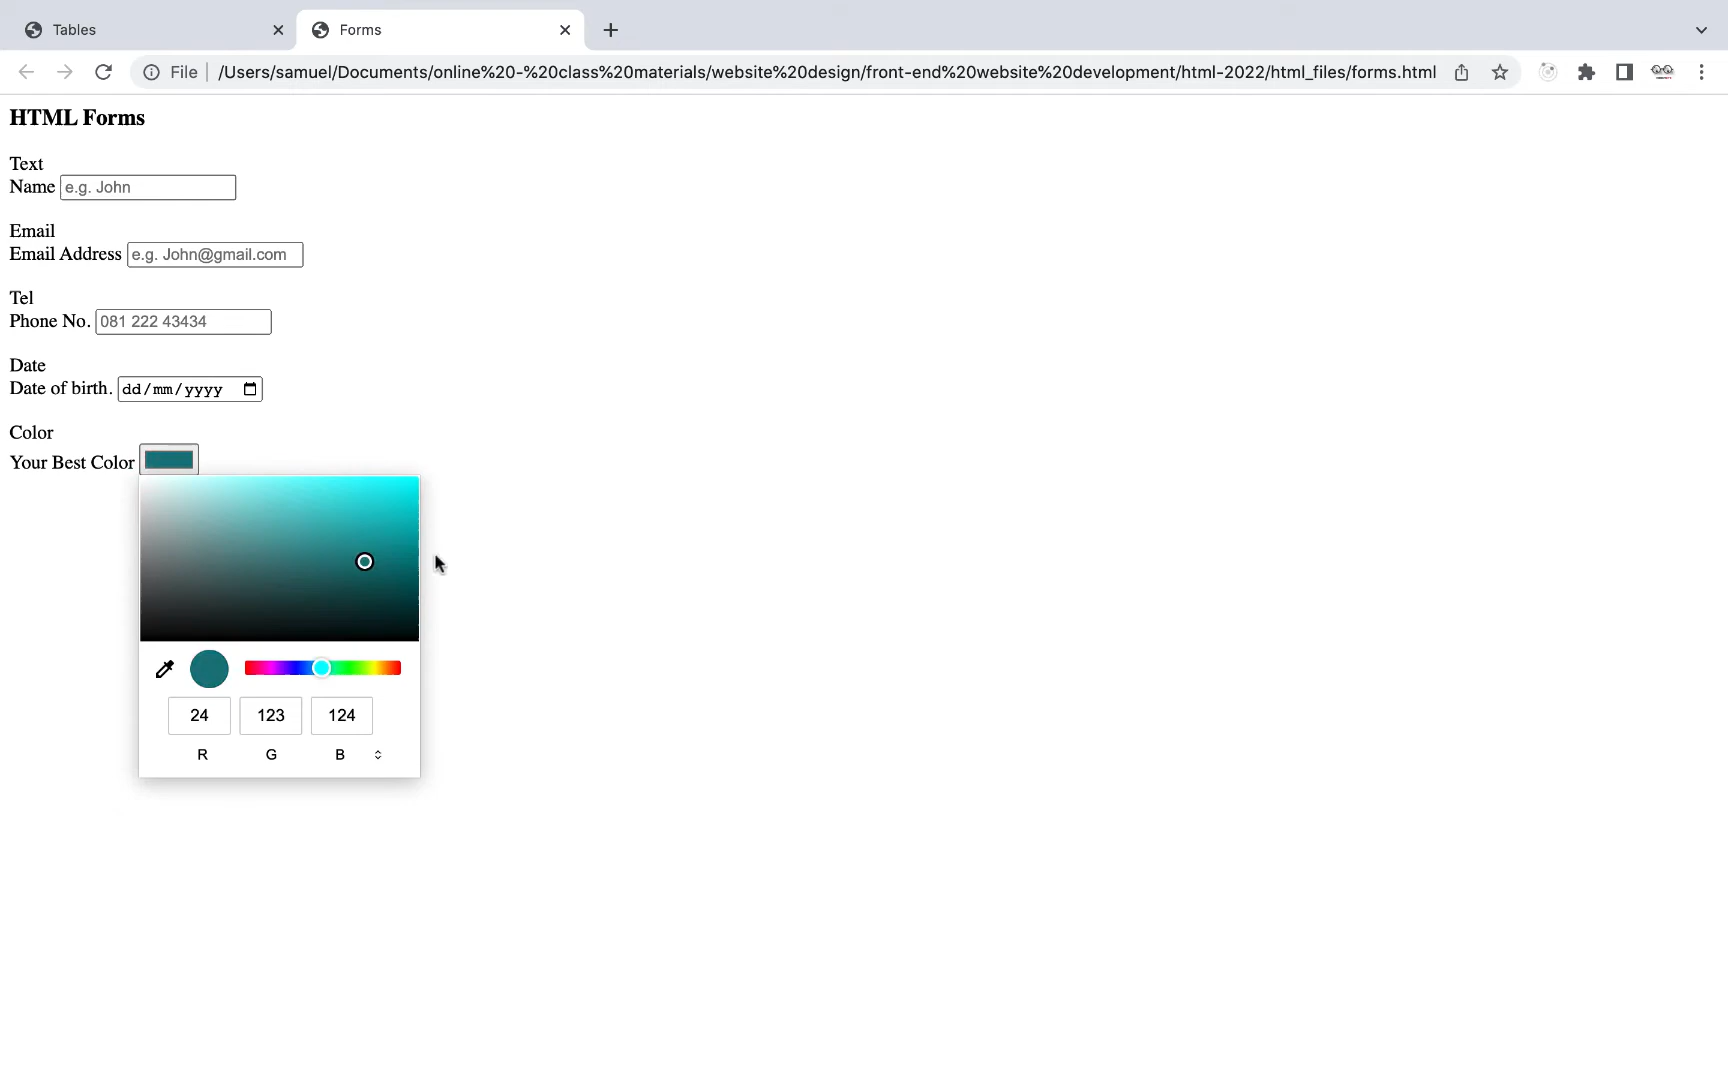 Tables
Forms
File /Users/samuel/Documents/online%20-%20class%20materials/website%20design/front-end%20website%20development/html-2022/html_files/forms.html
HTML Forms
Text
Name e.g. John
Email
Email Address e.g. John@gmail.com
Tel
Phone No. 081 222 43434
Date
Date of birth. dd/mm/yyyy
Color
Your Best Color
24 123 124
R G B